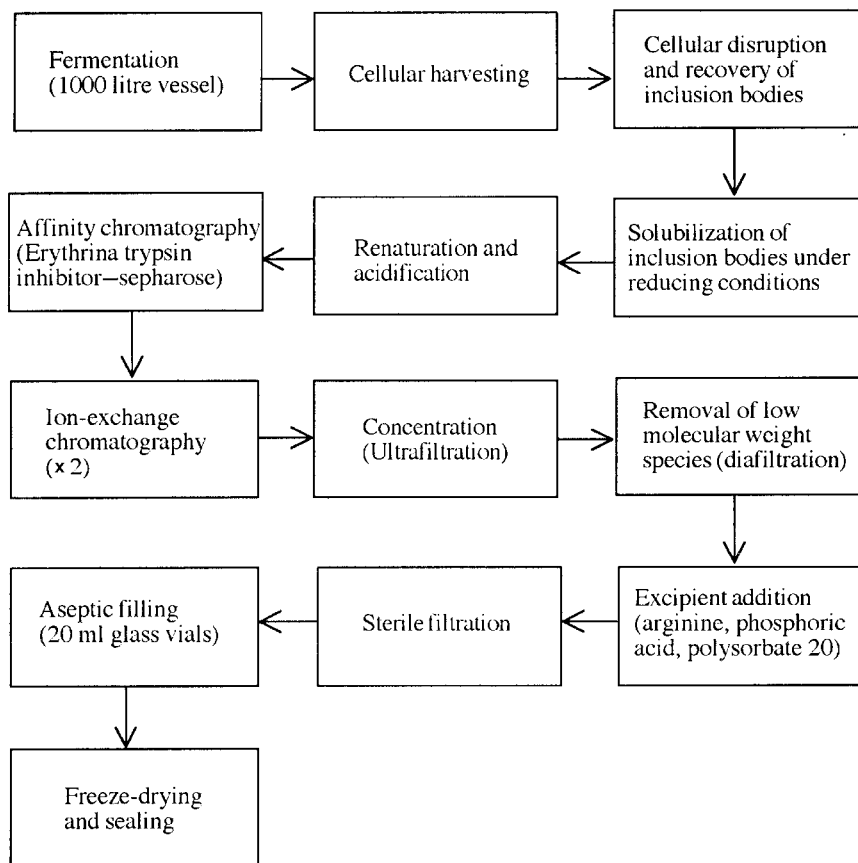 Fermentation
(1000 litre vessel)
Cellular harvesting
Cellular disruption
and recovery of
inclusion bodies
Solubilization of
inclusion bodies under
reducing conditions
Renaturation and
acidification
Affinity chromatography
(Erythrina trypsin
inhibitor–sepharose)
Ion-exchange
chromatography
(x 2)
Concentration
(Ultrafiltration)
Removal of low
molecular weight
species (diafiltration)
Excipient addition
(arginine, phosphoric
acid, polysorbate 20)
Sterile filtration
Aseptic filling
(20 ml glass vials)
Freeze-drying
and sealing